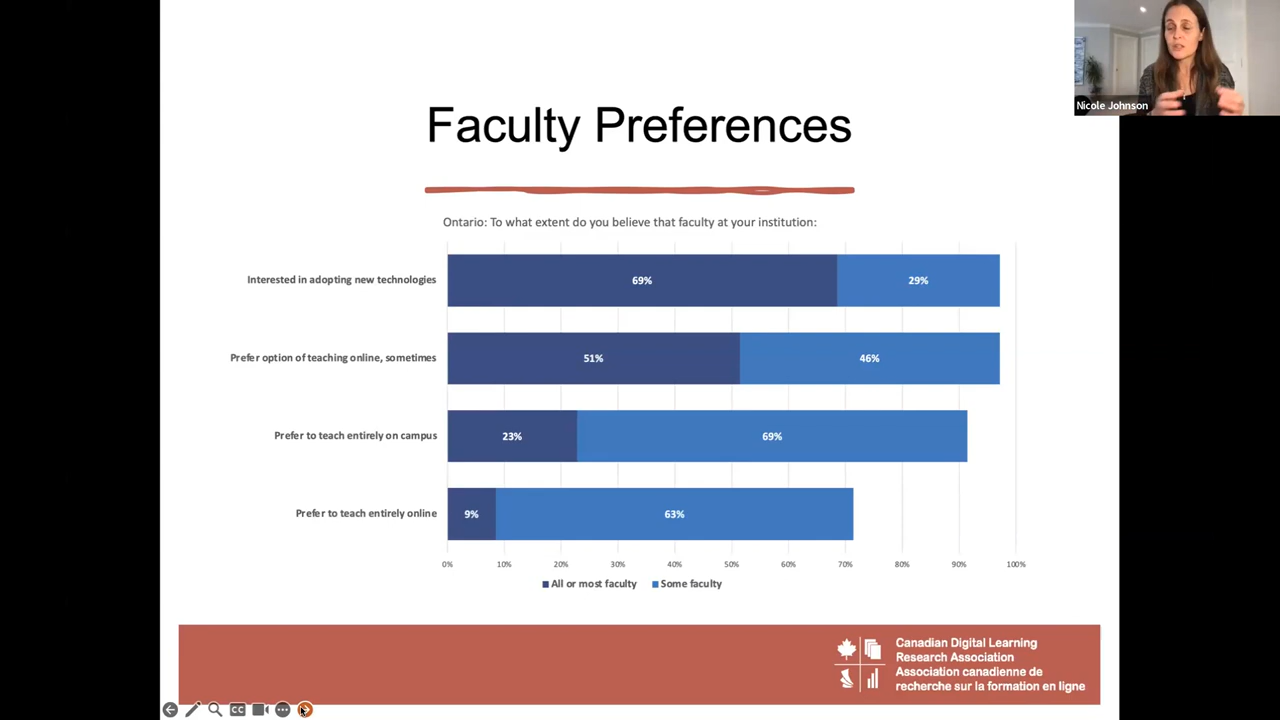 Nicole Johnson
Faculty Preferences
Ontario: To what extent do you believe that faculty at your institution:
Interested in adopting new technologies
69%
29%
Prefer option of teaching online, sometimes
51%
46%
Prefer to teach entirely on campus
23%
69%
Prefer to teach entirely online
9%
63%
0% 10% 20% 30% 40% 50% 60% 70% 80% 90% 100%
All or most faculty Some faculty
Canadian Digital Learning
Research Association
Association canadienne de
recherche sur la formation en ligne
CC